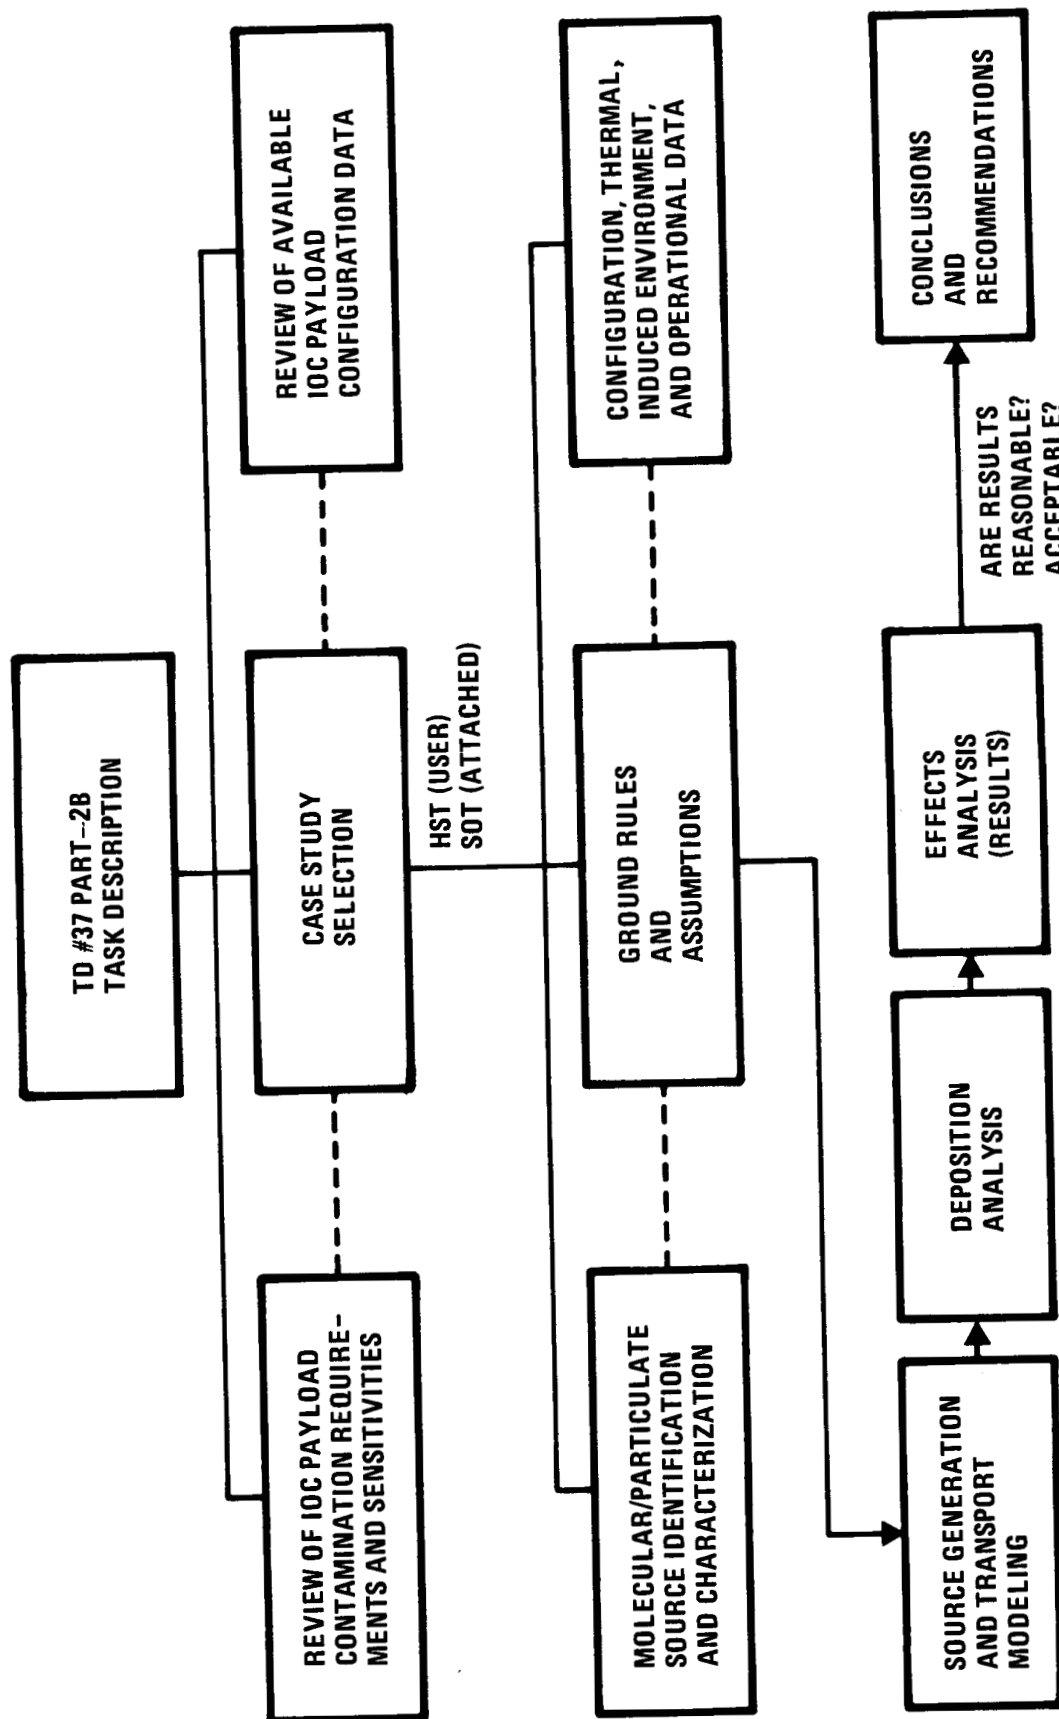 TD #37 PART-2B
TASK DESCRIPTION
REVIEW OF IOC PAYLOAD
CONTAMINATION REQUIRE-
MENTS AND SENSITIVITIES
CASE STUDY
SELECTION
REVIEW OF AVAILABLE
IOC PAYLOAD
CONFIGURATION DATA
HST (USER)
SOT (ATTACHED)
MOLECULAR/PARTICULATE
SOURCE IDENTIFICATION
AND CHARACTERIZATION
GROUND RULES
AND
ASSUMPTIONS
CONFIGURATION, THERMAL,
INDUCED ENVIRONMENT,
AND OPERATIONAL DATA
SOURCE GENERATION
AND TRANSPORT
MODELING
DEPOSITION
ANALYSIS
EFFECTS
ANALYSIS
(RESULTS)
ARE RESULTS
REASONABLE?
ACCEPTABLE?
CONCLUSIONS
AND
RECOMMENDATIONS